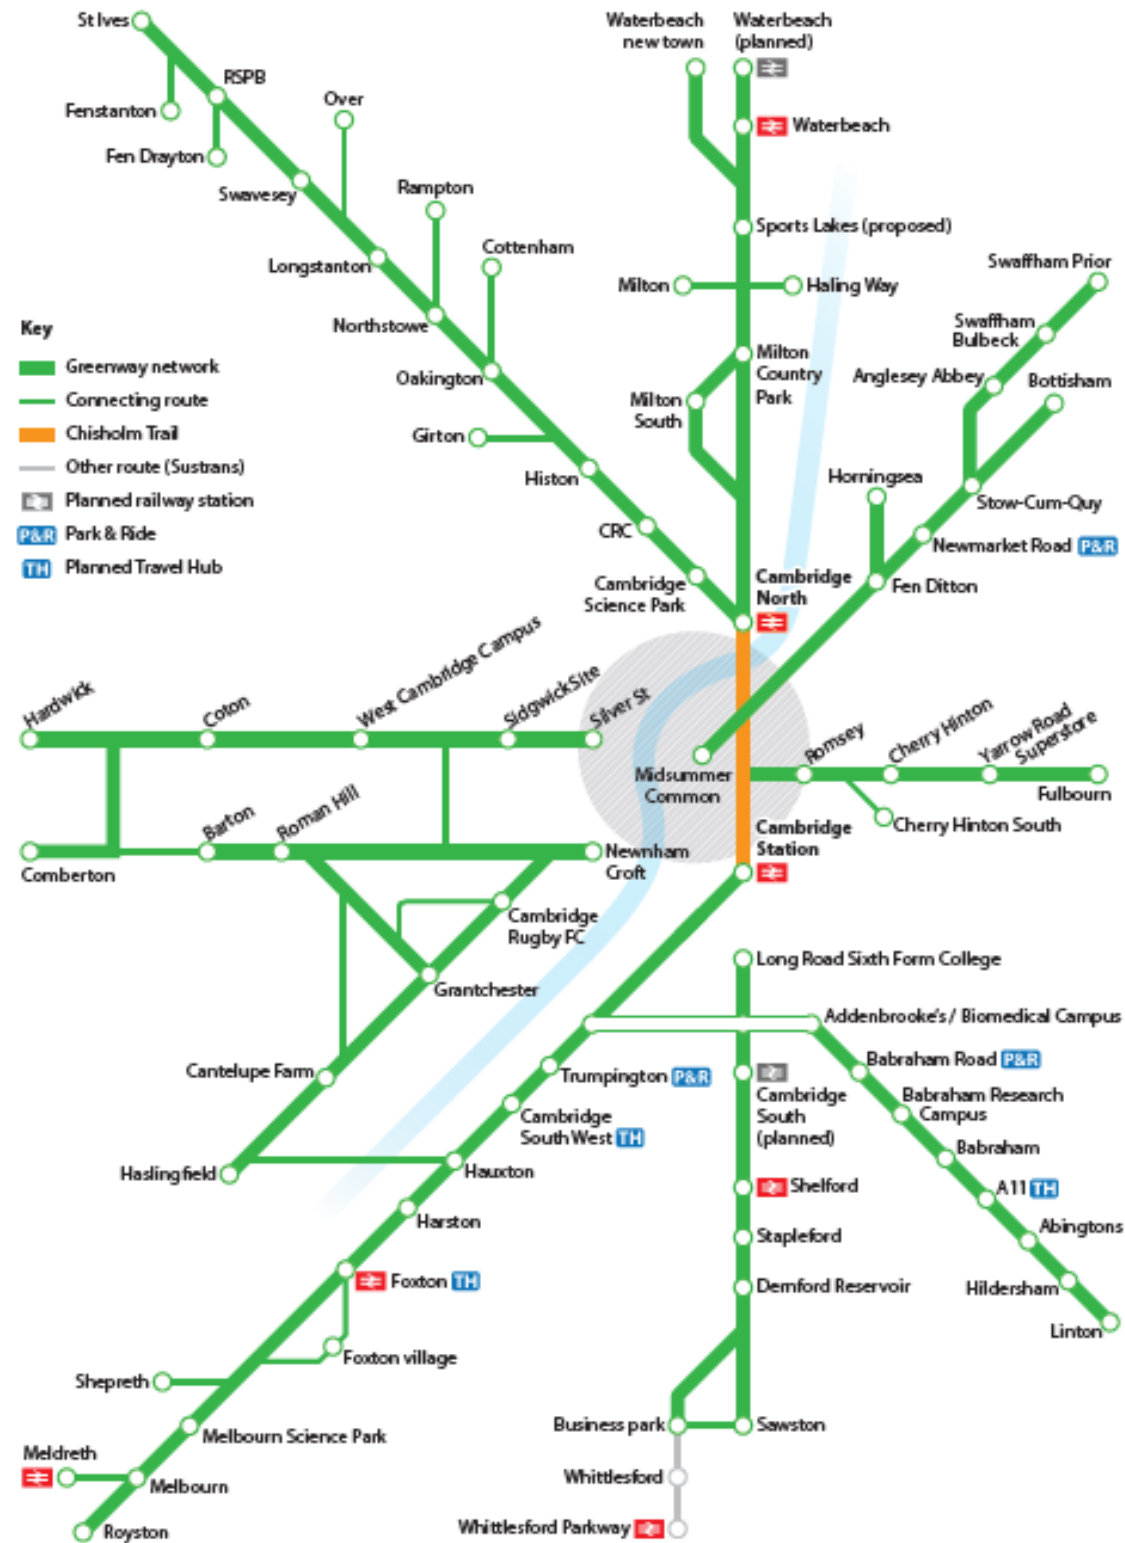 St Ives
Waterbeach
new town
Waterbeach
(planned)
RSPB
Over
Fenstanton
Waterbeach
Fen Drayton
Swavesey
Rampton
Sports Lakes (proposed)
Cottenham
Longstanton
Swaffham Prior
Milton
Haling Way
Northstowe
Swaffham
Bulbeck
Key
Greenway network
Connecting route
Chisholm Trail
Other route (Sustrans)
Planned railway station
P&R Park & Ride
TH Planned Travel Hub
Milton
Country
Park
Oakington
Anglesey Abbey
Bottisham
Milton
South
Girton
Histon
Horningsea
Stow-Cum-Quy
CRC
Newmarket Road P&R
Cambridge
Science Park
Cambridge
North
Fen Ditton
Hardwick
Coton
West Cambridge Campus
Sidgwick Site
Silver St
Midsummer
Common
Romsey
Cherry Hinton
Yarrow Road
Superstore
Fulbourn
Cherry Hinton South
Barton
Roman Hill
Comberton
Newnham
Croft
Cambridge
Station
Cambridge
Rugby FC
Long Road Sixth Form College
Grantchester
Addenbrooke's / Biomedical Campus
Cantelupe Farm
Trumpington P&R
Babraham Road P&R
Cambridge
South West TH
Cambridge
South
(planned)
Babraham Research
Campus
Babraham
Haslingfield
Hauxton
Shelford
A11 TH
Harston
Stapleford
Abingtons
Foxton TH
Dernford Reservoir
Hildersham
Linton
Foxton village
Shepreth
Melbourn Science Park
Business park
Sawston
Meldreth
Melbourn
Whittlesford
Royston
Whittlesford Parkway